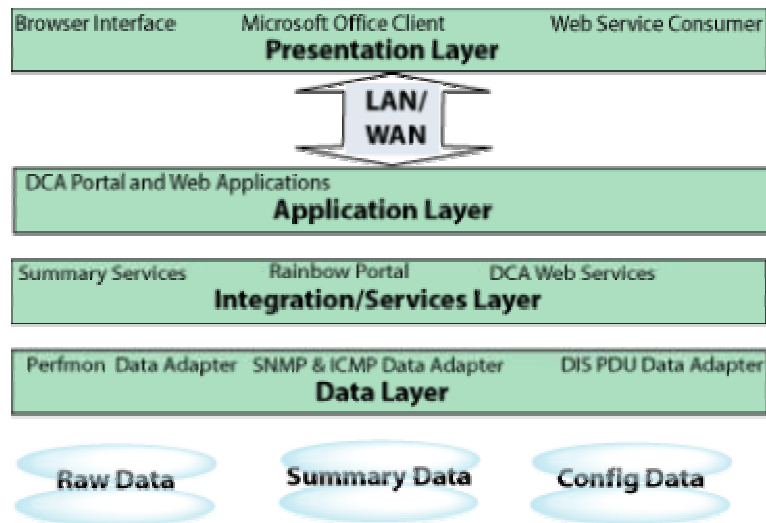 Browser Interface Microsoft Office Client Web Service Consumer
Presentation Layer
LAN/
WAN
DCA Portal and Web Applications
Application Layer
Summary Services Rainbow Portal DCA Web Services
Integration/Services Layer
Perfmon Data Adapter SNMP & ICMP Data Adapter DIS PDU Data Adapter
Data Layer
Raw Data Summary Data Config Data